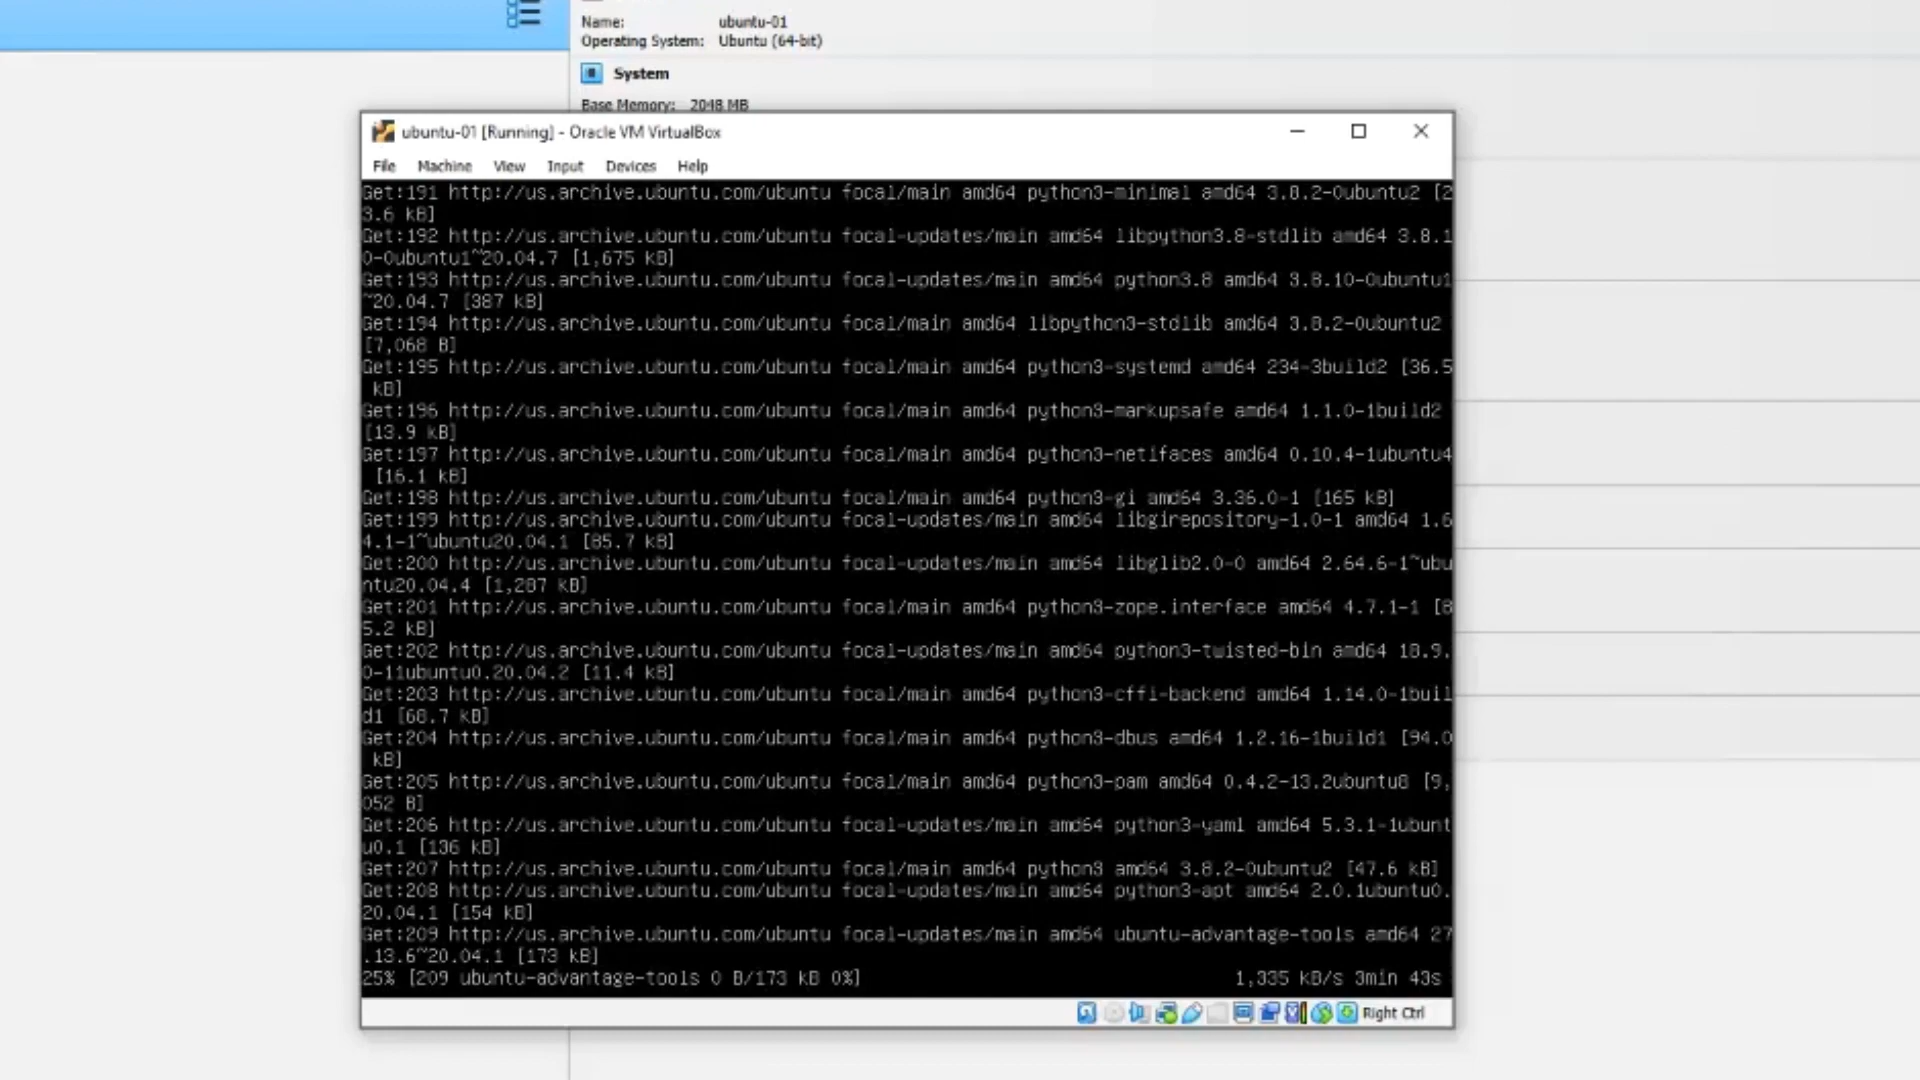 Name: ubuntu-01
Operating System: Ubuntu (64-bit)
System
Base Memory: 2048 MB
ubuntu-01 [Running] - Oracle VM VirtualBox
File Machine View Input Devices Help
Get:191 http://us.archive.ubuntu.com/ubuntu focal/main amd64 python3-minimal amd64 3.8.2-0ubuntu2 [2
3.6 kB]
Get:192 http://us.archive.ubuntu.com/ubuntu focal-updates/main amd64 libpython3.8-stdlib amd64 3.8.1
0-0ubuntu1~20.04.7 [1,675 kB]
Get:193 http://us.archive.ubuntu.com/ubuntu focal-updates/main amd64 python3.8 amd64 3.8.10-0ubuntu1
~20.04.7 [387 kB]
Get:194 http://us.archive.ubuntu.com/ubuntu focal/main amd64 libpython3-stdlib amd64 3.8.2-0ubuntu2
[7,068 B]
Get:195 http://us.archive.ubuntu.com/ubuntu focal/main amd64 python3-systemd amd64 234-3build2 [36.5
kB]
Get:196 http://us.archive.ubuntu.com/ubuntu focal/main amd64 python3-markupsafe amd64 1.1.0-1build2
[13.9 kB]
Get:197 http://us.archive.ubuntu.com/ubuntu focal/main amd64 python3-netifaces amd64 0.10.4-1ubuntu4
[16.1 kB]
Get:198 http://us.archive.ubuntu.com/ubuntu focal/main amd64 python3-gi amd64 3.36.0-1 [165 kB]
Get:199 http://us.archive.ubuntu.com/ubuntu focal-updates/main amd64 libgirepository-1.0-1 amd64 1.6
4.1-1~ubuntu20.04.1 [85.7 kB]
Get:200 http://us.archive.ubuntu.com/ubuntu focal-updates/main amd64 libglib2.0-0 amd64 2.64.6-1~ubu
ntu20.04.4 [1,287 kB]
Get:201 http://us.archive.ubuntu.com/ubuntu focal/main amd64 python3-zope.interface amd64 4.7.1-1 [8
5.2 kB]
Get:202 http://us.archive.ubuntu.com/ubuntu focal-updates/main amd64 python3-twisted-bin amd64 18.9.
0-11ubuntu0.20.04.2 [11.4 kB]
Get:203 http://us.archive.ubuntu.com/ubuntu focal/main amd64 python3-cffi-backend amd64 1.14.0-1buil
d1 [68.7 kB]
Get:204 http://us.archive.ubuntu.com/ubuntu focal/main amd64 python3-dbus amd64 1.2.16-1build1 [94.0
kB]
Get:205 http://us.archive.ubuntu.com/ubuntu focal/main amd64 python3-pam amd64 0.4.2-13.2ubuntu8 [9,
052 B]
Get:206 http://us.archive.ubuntu.com/ubuntu focal-updates/main amd64 python3-yaml amd64 5.3.1-1ubunt
u0.1 [136 kB]
Get:207 http://us.archive.ubuntu.com/ubuntu focal/main amd64 python3 amd64 3.8.2-0ubuntu2 [47.6 kB]
Get:208 http://us.archive.ubuntu.com/ubuntu focal-updates/main amd64 python3-apt amd64 2.0.1ubuntu0.
20.04.1 [154 kB]
Get:209 http://us.archive.ubuntu.com/ubuntu focal-updates/main amd64 ubuntu-advantage-tools amd64 27
.13.6~20.04.1 [173 kB]
25% [209 ubuntu-advantage-tools 0 B/173 kB 0%] 1,335 kB/s 3min 43s
Right Ctrl